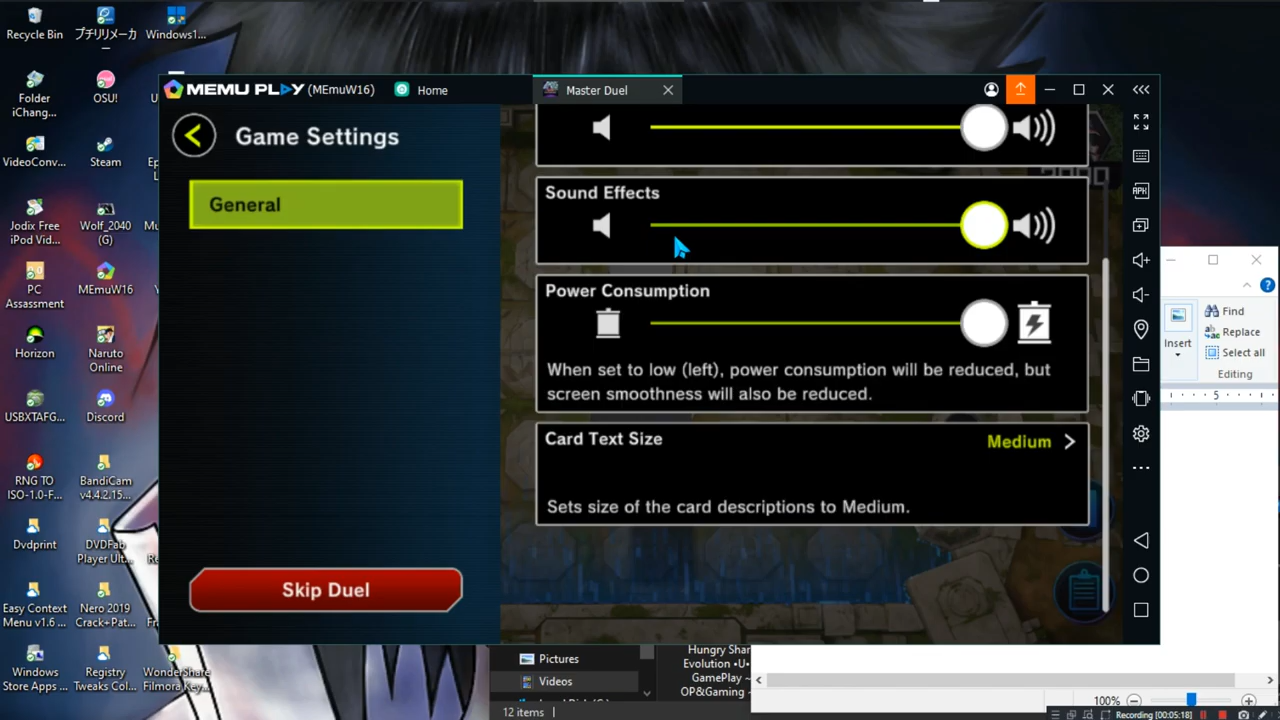 Recycle Bin
プチリリメーカー
Windows1...
Folder
iChang...
OSU!
VideoConv...
Steam
Ep
Jodix Free
iPod Vid...
Wolf_2040
(G)
Mu
PC
Assasment
MEmuW16
Horizon
Naruto
Online
USBXTAFG...
Discord
RNG TO
ISO-1.0-F...
BandiCam
v4.4.2.15...
Dvdprint
DVDFab
Player Ult...
Easy Context
Menu v1.6 ...
Nero 2019
Crack+Pat...
Windows
Store Apps ...
Registry
Tweaks Col...
WonderShare
Filmora Key...
MEMU PLAY (MEmuW16)
Home
Master Duel
Game Settings
General
Skip Duel
Sound Effects
Power Consumption
When set to low (left), power consumption will be reduced, but
screen smoothness will also be reduced.
Card Text Size
Medium
Sets size of the card descriptions to Medium.
APK
Insert
Find
Replace
Select all
Editing
5
Pictures
Videos
12 items
Hungry Shar
Evolution •U•
GamePlay ~
OP&Gaming ~
100%
Recording [00:05:18]